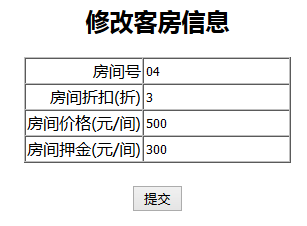 修改客房信息
房间号 04
房间折扣(折) 3
房间价格(元/间) 500
房间押金(元/间) 300
提交